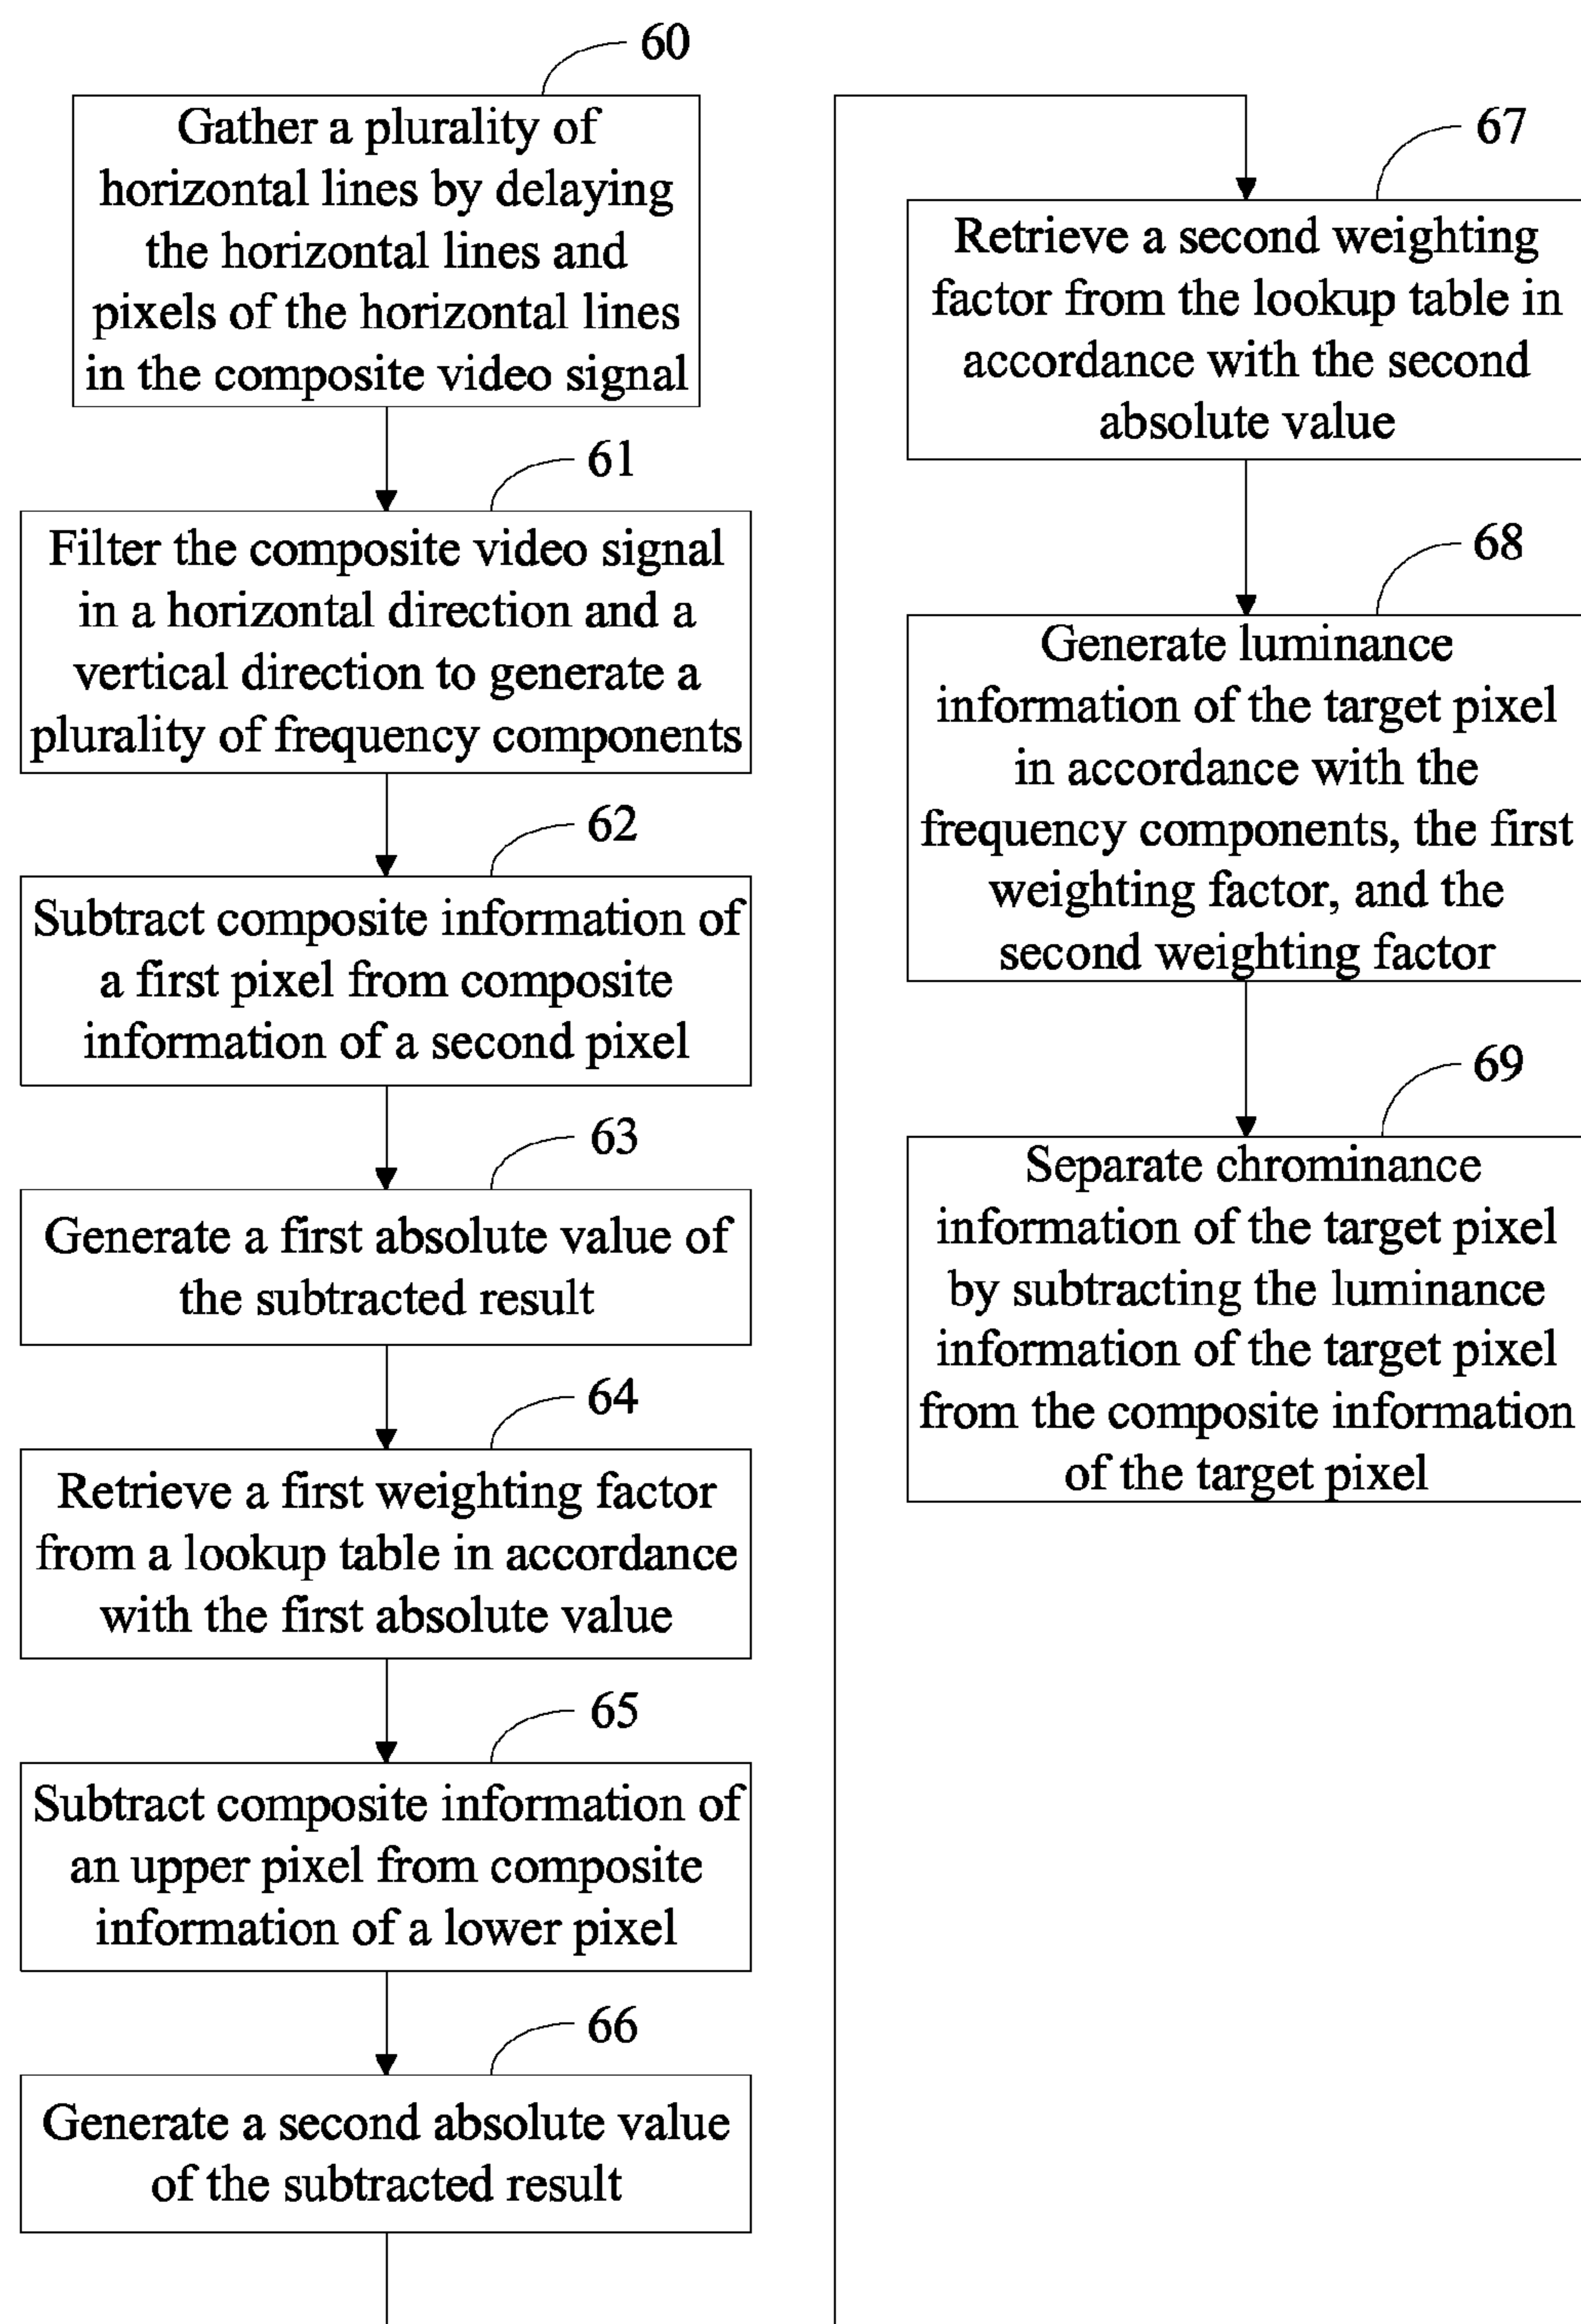 60
Gather a plurality of
horizontal lines by delaying
the horizontal lines and
pixels of the horizontal lines
in the composite video signal
61
Filter the composite video signal
in a horizontal direction and a
vertical direction to generate a
plurality of frequency components
62
Subtract composite information of
a first pixel from composite
information of a second pixel
63
Generate a first absolute value of
the subtracted result
64
Retrieve a first weighting factor
from a lookup table in accordance
with the first absolute value
65
Subtract composite information of
an upper pixel from composite
information of a lower pixel
66
Generate a second absolute value
of the subtracted result
67
Retrieve a second weighting
factor from the lookup table in
accordance with the second
absolute value
68
Generate luminance
information of the target pixel
in accordance with the
frequency components, the first
weighting factor, and the
second weighting factor
69
Separate chrominance
information of the target pixel
by subtracting the luminance
information of the target pixel
from the composite information
of the target pixel